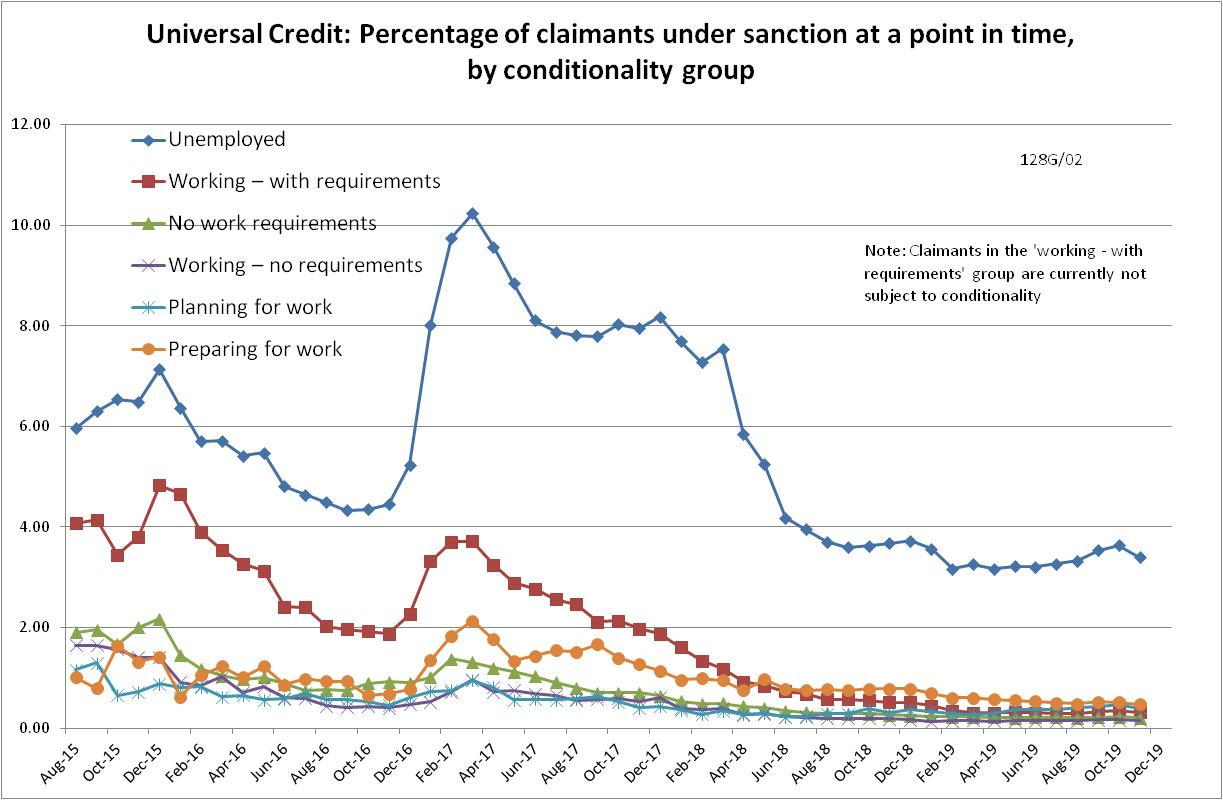 Universal Credit: Percentage of claimants under sanction at a point in time,
by conditionality group
12.00
10.00
8.00
6.00
4.00
2.00
0.00
Unemployed
Working – with requirements
No work requirements
Working – no requirements
Planning for work
Preparing for work
128G/02
Note: Claimants in the 'working - with
requirements' group are currently not
subject to conditionality
Aug-15
Oct-15
Dec-15
Feb-16
Apr-16
Jun-16
Aug-16
Oct-16
Dec-16
Feb-17
Apr-17
Jun-17
Aug-17
Oct-17
Dec-17
Feb-18
Apr-18
Jun-18
Aug-18
Oct-18
Dec-18
Feb-19
Apr-19
Jun-19
Aug-19
Oct-19
Dec-19